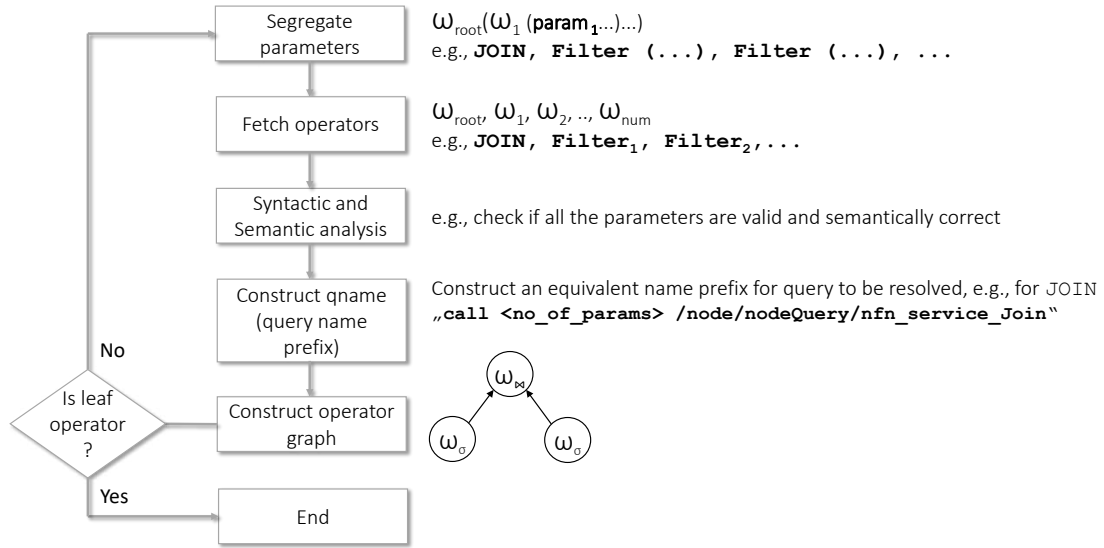 Segregate
parameters
ω_root(ω_1 (param_1...)...)
e.g., JOIN, Filter (...), Filter (...), ...
Fetch operators
ω_root, ω_1, ω_2, .., ω_num
e.g., JOIN, Filter_1, Filter_2,...
Syntactic and
Semantic analysis
e.g., check if all the parameters are valid and semantically correct
Construct qname
(query name
prefix)
Construct an equivalent name prefix for query to be resolved, e.g., for JOIN
„call <no_of_params> /node/nodeQuery/nfn_service_Join“
No
Is leaf
operator
?
Construct operator
graph
ω_⋈
ω_σ
ω_σ
Yes
End